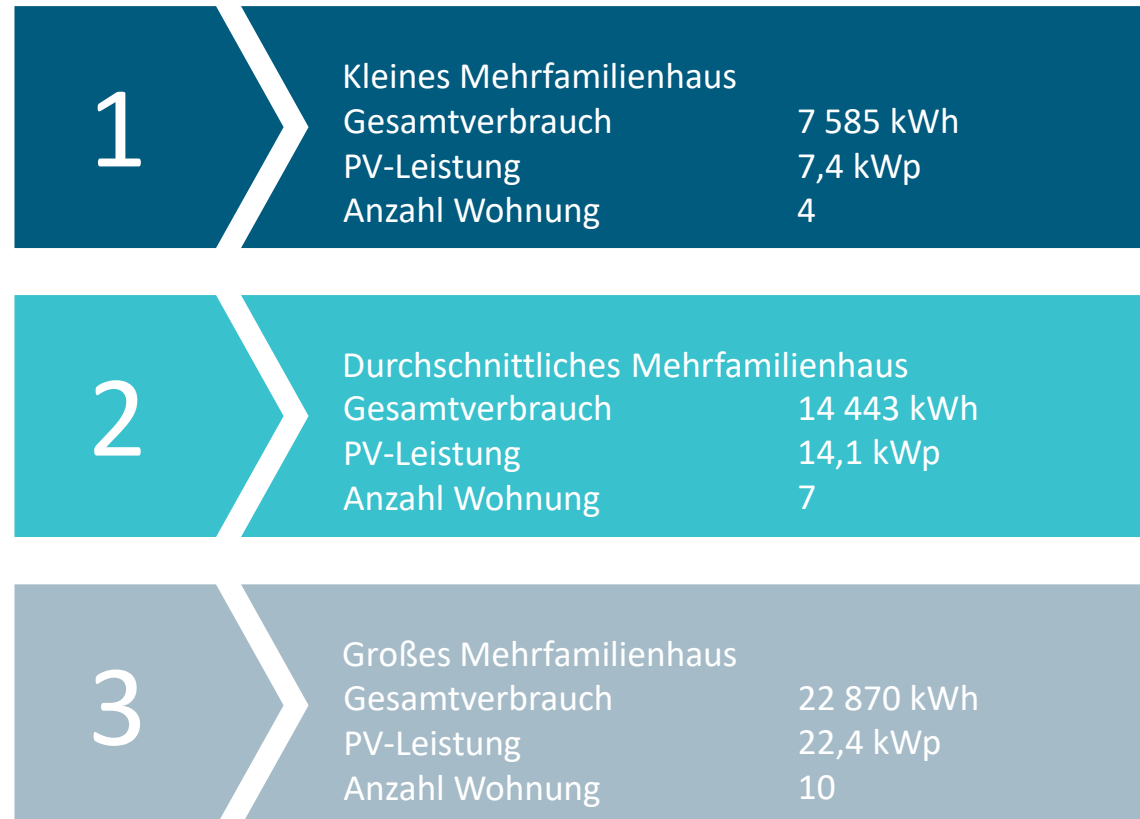 1
Kleines Mehrfamilienhaus
Gesamtverbrauch 7 585 kWh
PV-Leistung 7,4 kWp
Anzahl Wohnung 4
2
Durchschnittliches Mehrfamilienhaus
Gesamtverbrauch 14 443 kWh
PV-Leistung 14,1 kWp
Anzahl Wohnung 7
3
Großes Mehrfamilienhaus
Gesamtverbrauch 22 870 kWh
PV-Leistung 22,4 kWp
Anzahl Wohnung 10